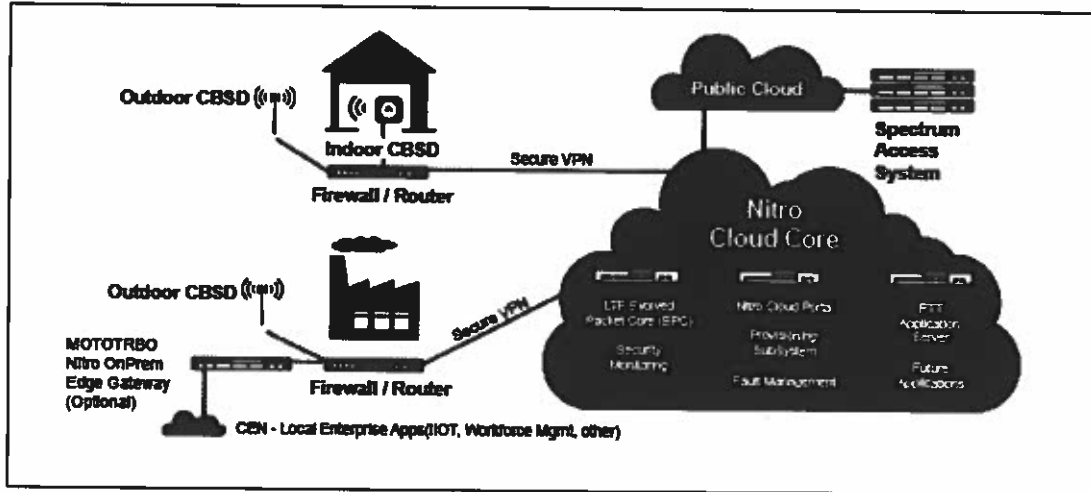 Outdoor CBSD
Indoor CBSD
Firewall / Router
Secure VPN
Public Cloud
Spectrum
Access
System
Nitro
Cloud Core
LTE Evolved
Packet Core (EPC)
Security
Monitoring
Nitro Cloud Portal
Provisioning
SubSystem
Fault Management
PTT
Application
Server
Future
Applications
Outdoor CBSD
Secure VPN
MOTOTRBO
Nitro OnPrem
Edge Gateway
(Optional)
Firewall / Router
CEN - Local Enterprise Apps(IIOT, Workforce Mgmt, other)